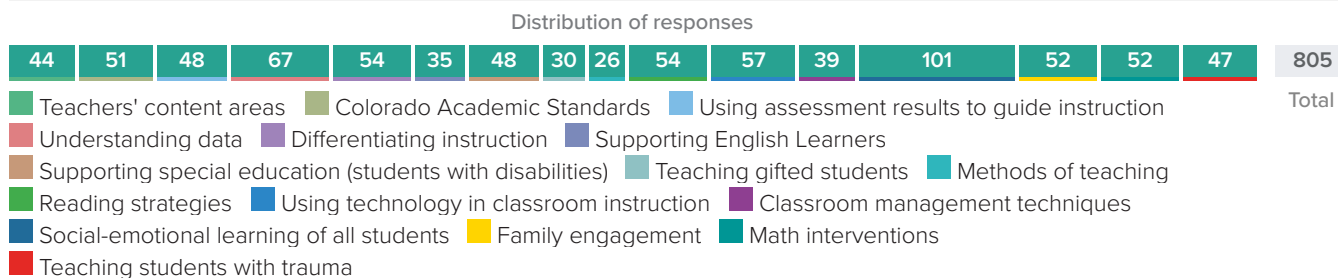 Distribution of responses
44 51 48 67 54 35 48 30 26 54 57 39 101 52 52 47 805
Teachers' content areas Colorado Academic Standards Using assessment results to guide instruction Total
Understanding data Differentiating instruction Supporting English Learners
Supporting special education (students with disabilities) Teaching gifted students Methods of teaching
Reading strategies Using technology in classroom instruction Classroom management techniques
Social-emotional learning of all students Family engagement Math interventions
Teaching students with trauma